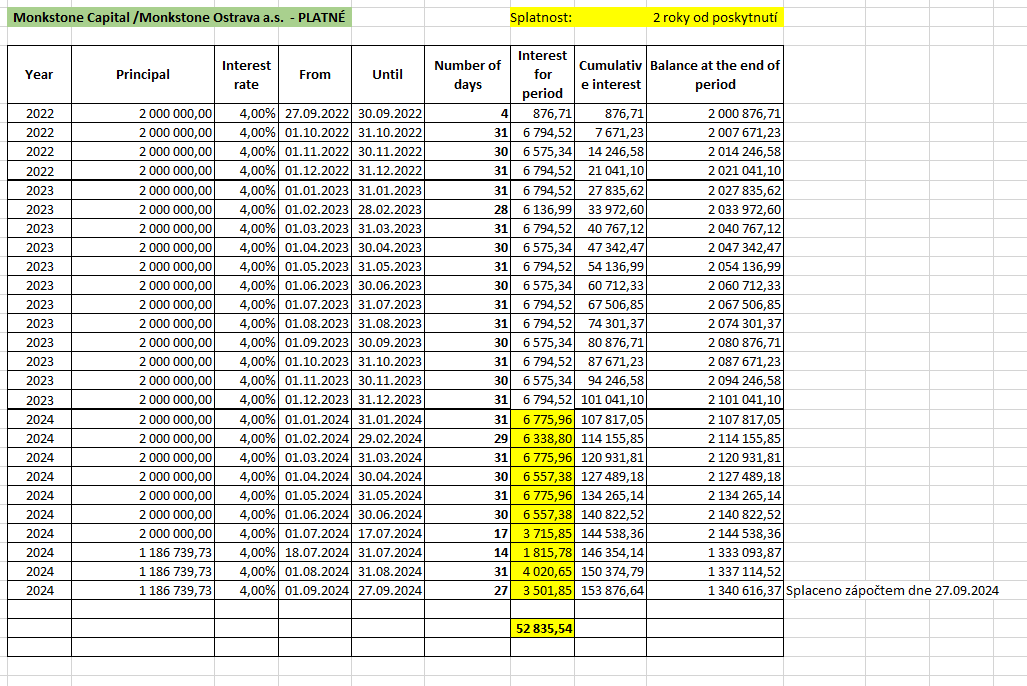 Monkstone Capital /Monkstone Ostrava a.s. - PLATNÉ Splatnost: 2 roky od poskytnutí
Year Principal Interest rate From Until Number of days Interest for period Cumulativ e interest Balance at the end of period
2022 2 000 000,00 4,00% 27.09.2022 30.09.2022 4 876,71 876,71 2 000 876,71
2022 2 000 000,00 4,00% 01.10.2022 31.10.2022 31 6 794,52 7 671,23 2 007 671,23
2022 2 000 000,00 4,00% 01.11.2022 30.11.2022 30 6 575,34 14 246,58 2 014 246,58
2022 2 000 000,00 4,00% 01.12.2022 31.12.2022 31 6 794,52 21 041,10 2 021 041,10
2023 2 000 000,00 4,00% 01.01.2023 31.01.2023 31 6 794,52 27 835,62 2 027 835,62
2023 2 000 000,00 4,00% 01.02.2023 28.02.2023 28 6 136,99 33 972,60 2 033 972,60
2023 2 000 000,00 4,00% 01.03.2023 31.03.2023 31 6 794,52 40 767,12 2 040 767,12
2023 2 000 000,00 4,00% 01.04.2023 30.04.2023 30 6 575,34 47 342,47 2 047 342,47
2023 2 000 000,00 4,00% 01.05.2023 31.05.2023 31 6 794,52 54 136,99 2 054 136,99
2023 2 000 000,00 4,00% 01.06.2023 30.06.2023 30 6 575,34 60 712,33 2 060 712,33
2023 2 000 000,00 4,00% 01.07.2023 31.07.2023 31 6 794,52 67 506,85 2 067 506,85
2023 2 000 000,00 4,00% 01.08.2023 31.08.2023 31 6 794,52 74 301,37 2 074 301,37
2023 2 000 000,00 4,00% 01.09.2023 30.09.2023 30 6 575,34 80 876,71 2 080 876,71
2023 2 000 000,00 4,00% 01.10.2023 31.10.2023 31 6 794,52 87 671,23 2 087 671,23
2023 2 000 000,00 4,00% 01.11.2023 30.11.2023 30 6 575,34 94 246,58 2 094 246,58
2023 2 000 000,00 4,00% 01.12.2023 31.12.2023 31 6 794,52 101 041,10 2 101 041,10
2024 2 000 000,00 4,00% 01.01.2024 31.01.2024 31 6 775,96 107 817,05 2 107 817,05
2024 2 000 000,00 4,00% 01.02.2024 29.02.2024 29 6 338,80 114 155,85 2 114 155,85
2024 2 000 000,00 4,00% 01.03.2024 31.03.2024 31 6 775,96 120 931,81 2 120 931,81
2024 2 000 000,00 4,00% 01.04.2024 30.04.2024 30 6 557,38 127 489,18 2 127 489,18
2024 2 000 000,00 4,00% 01.05.2024 31.05.2024 31 6 775,96 134 265,14 2 134 265,14
2024 2 000 000,00 4,00% 01.06.2024 30.06.2024 30 6 557,38 140 822,52 2 140 822,52
2024 2 000 000,00 4,00% 01.07.2024 17.07.2024 17 3 715,85 144 538,36 2 144 538,36
2024 1 186 739,73 4,00% 18.07.2024 31.07.2024 14 1 815,78 146 354,14 1 333 093,87
2024 1 186 739,73 4,00% 01.08.2024 31.08.2024 31 4 020,65 150 374,79 1 337 114,52
2024 1 186 739,73 4,00% 01.09.2024 27.09.2024 27 3 501,85 153 876,64 1 340 616,37 Splaceno zápočtem dne 27.09.2024
52 835,54